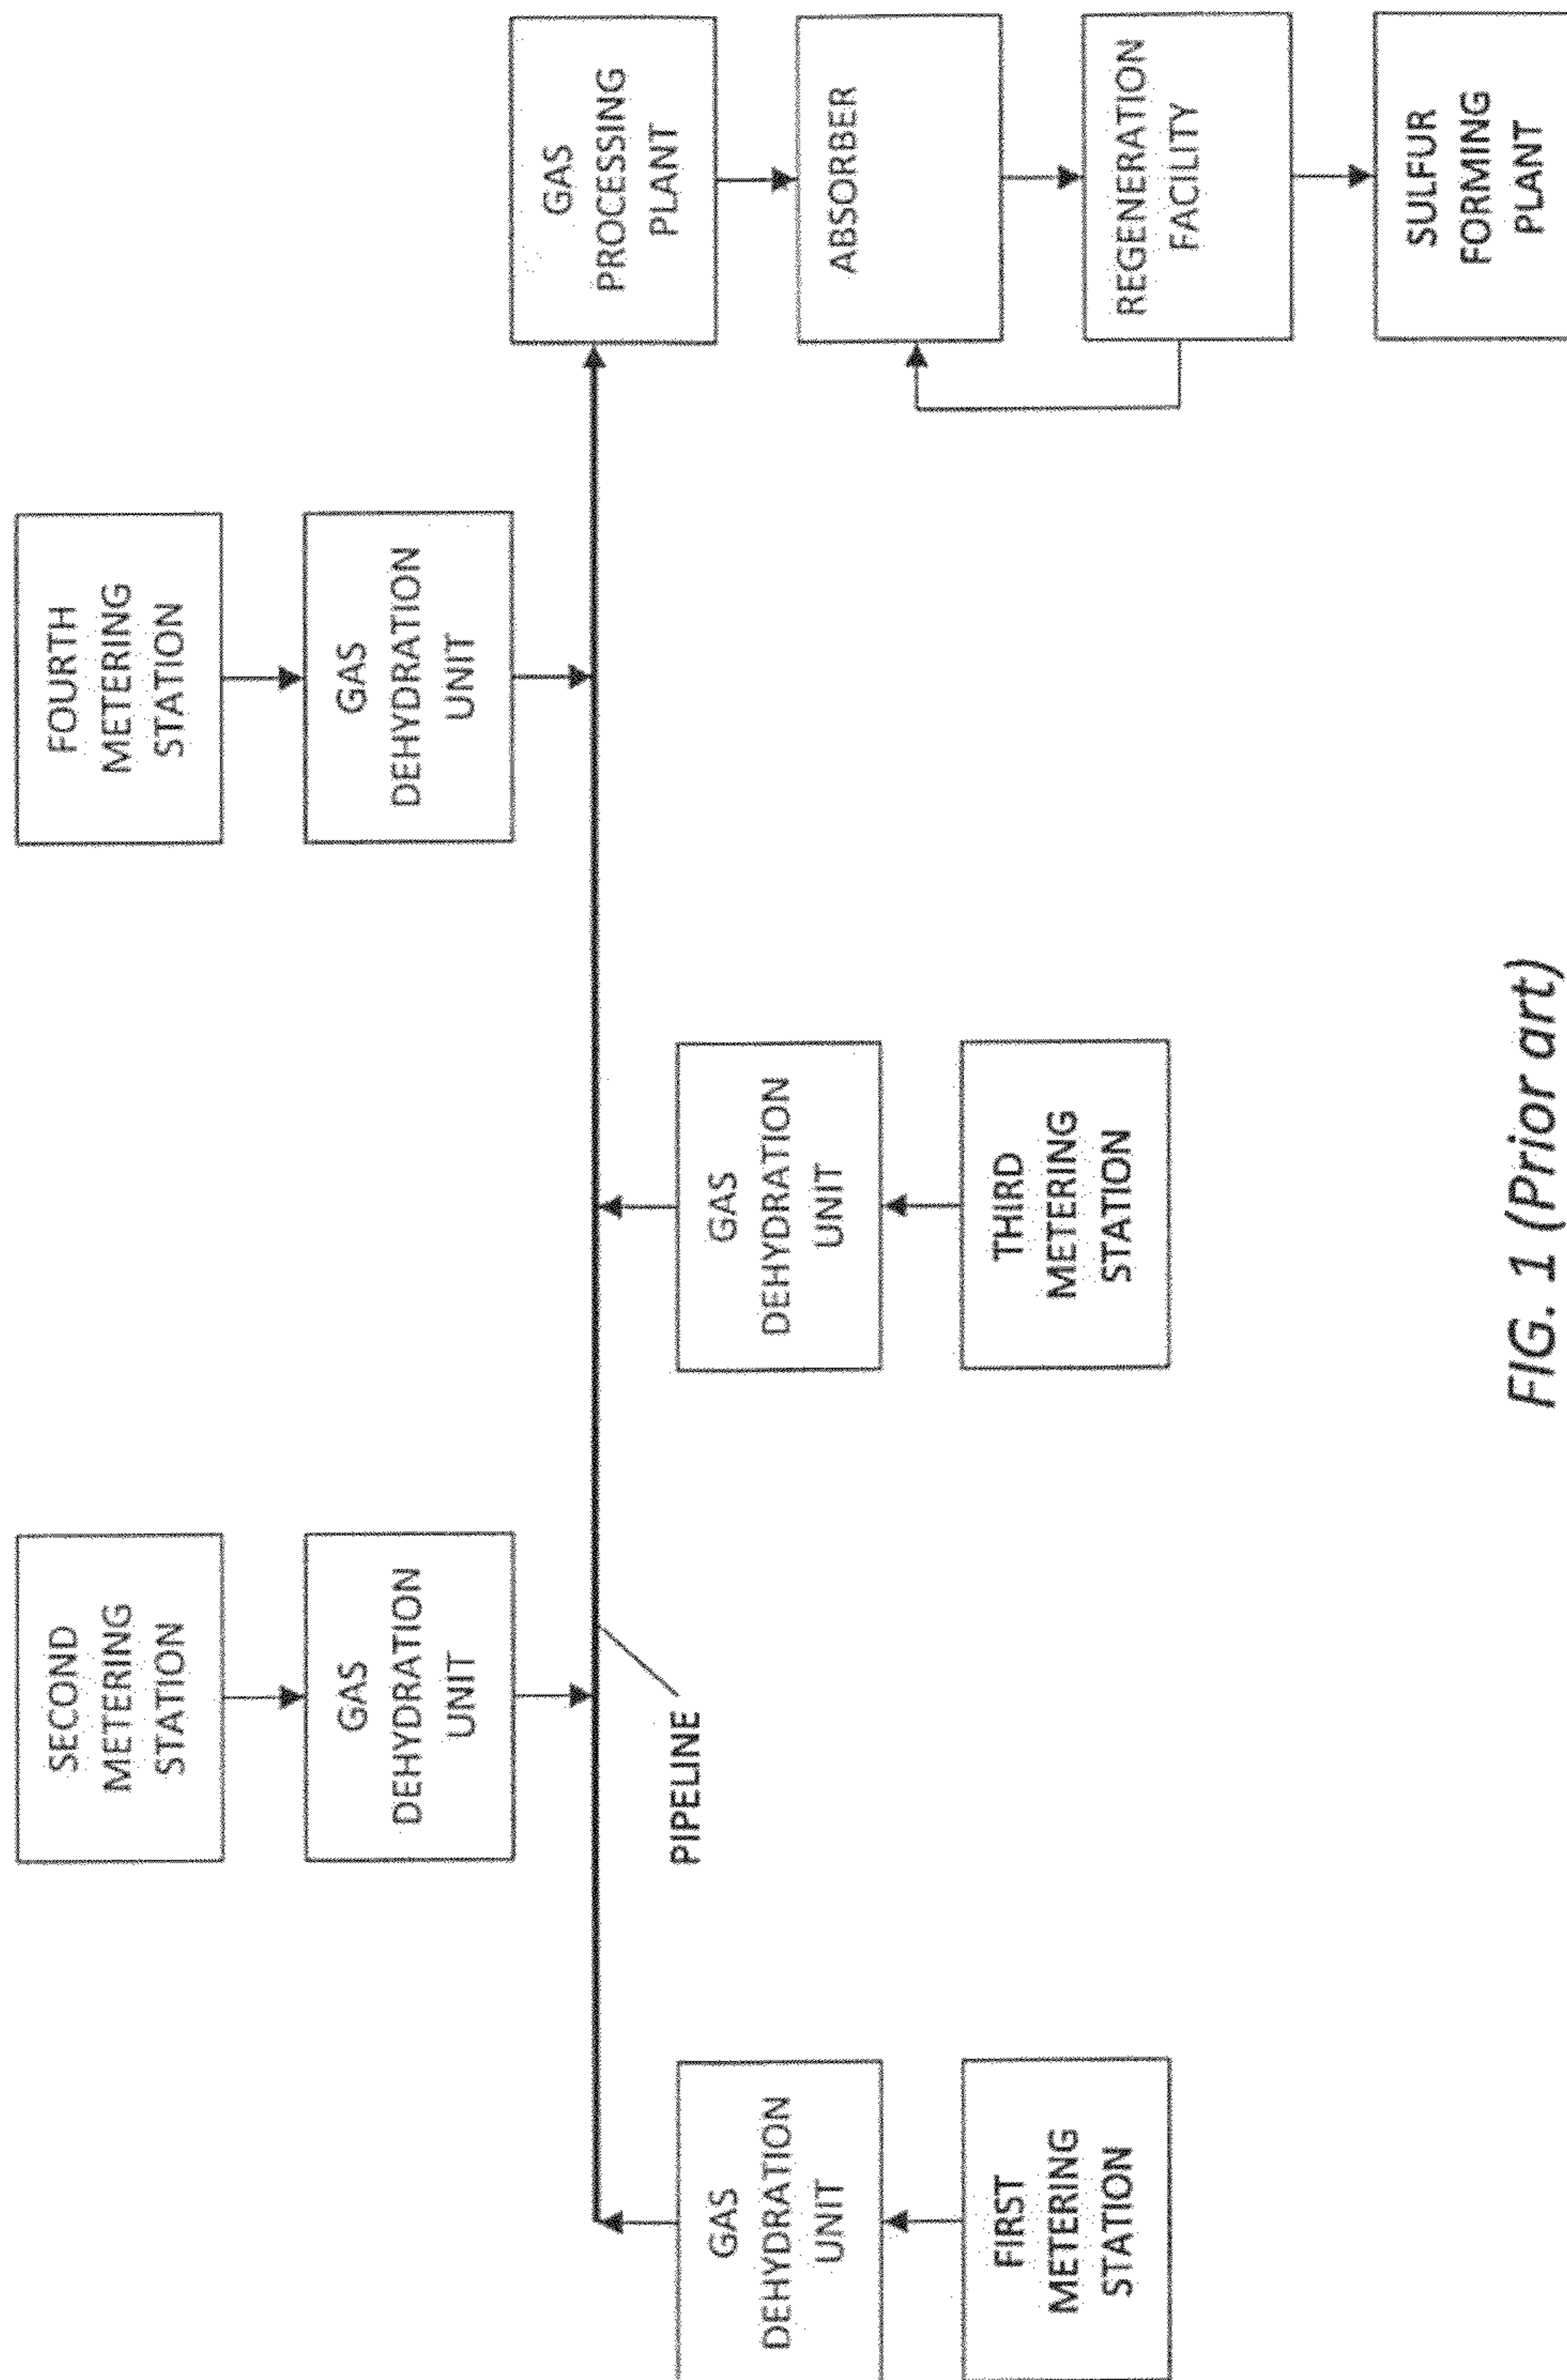 SECOND
METERING
STATION
GAS
DEHYDRATION
UNIT
FOURTH
METERING
STATION
GAS
DEHYDRATION
UNIT
PIPELINE
GAS
PROCESSING
PLANT
ABSORBER
REGENERATION
FACILITY
SULFUR
FORMING
PLANT
GAS
DEHYDRATION
UNIT
FIRST
METERING
STATION
GAS
DEHYDRATION
UNIT
THIRD
METERING
STATION
FIG. 1 (Prior art)